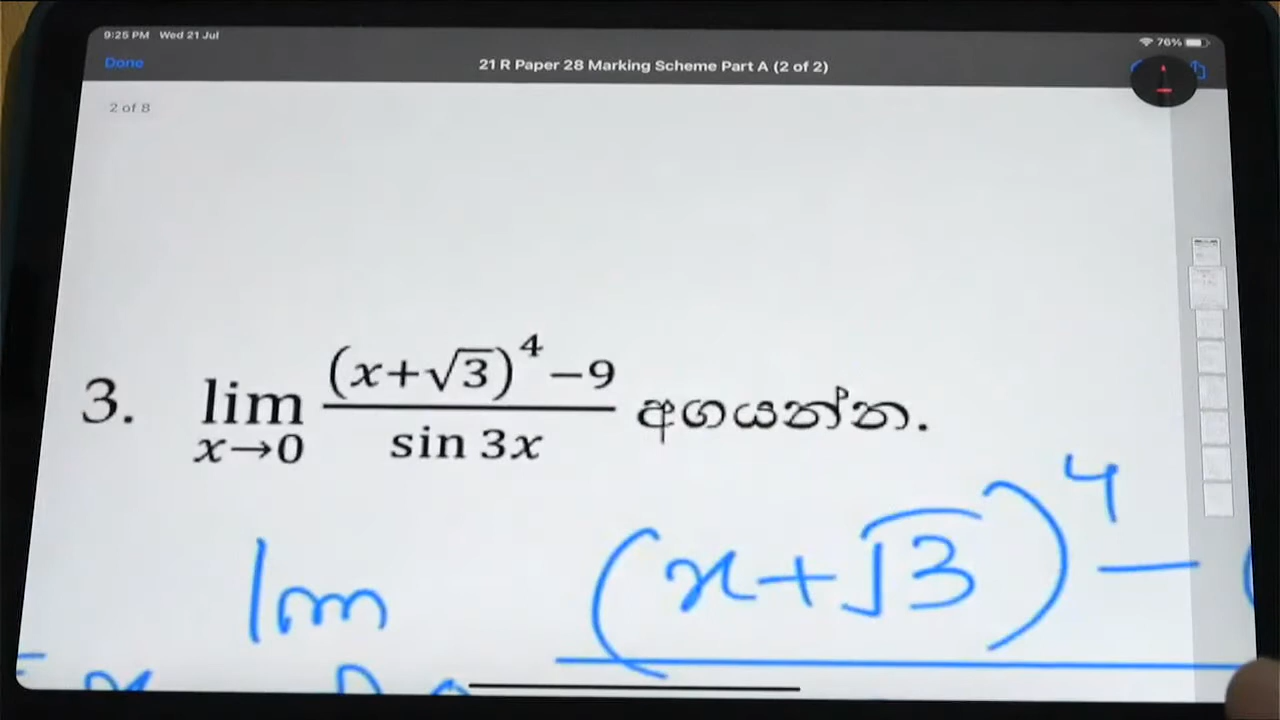 9:25 PM Wed 21 Jul
76%
Done
21 R Paper 28 Marking Scheme Part A (2 of 2)
2 of 8
3. lim x→0 (x+√3)^4 −9 / sin 3x අගයන්න.
lim (x+√3)^4 −